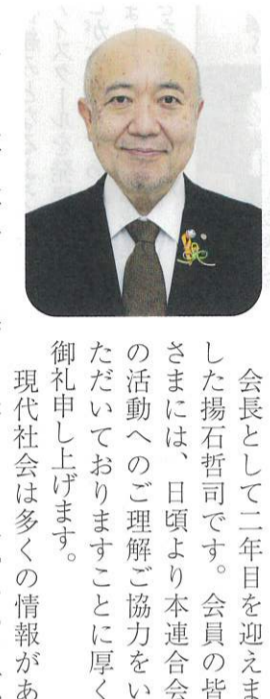 会長として二年目を迎えま
した揚石哲司です。会員の皆
さまには、日頃より本連合会
の活動へのご理解ご協力をい
ただいておりますことに厚く
御礼申し上げます。
現代社会は多くの情報があ